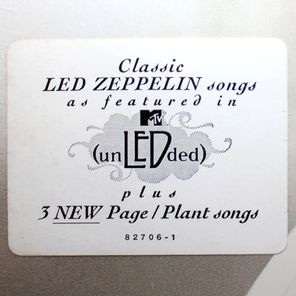 Classic
LED ZEPPELIN songs
as featured in
MTV
(unLEDded)
plus
3 NEW Page/Plant songs
82706-1